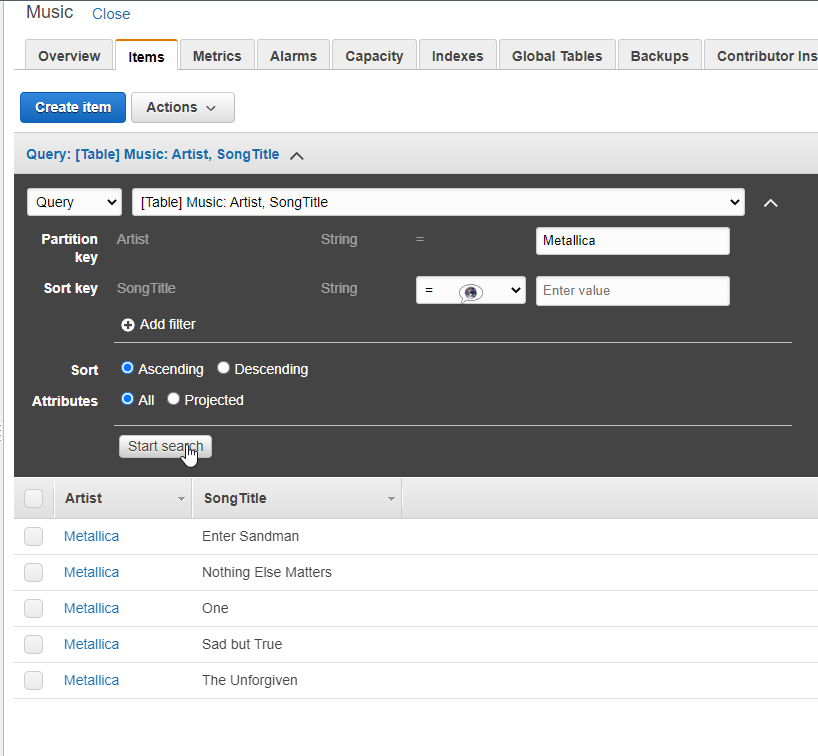 Music Close
Overview Items Metrics Alarms Capacity Indexes Global Tables Backups Contributor Ins
Create item Actions
Query: [Table] Music: Artist, SongTitle
Query [Table] Music: Artist, SongTitle
Partition key Artist String = Metallica
Sort key SongTitle String = Enter value
Add filter
Sort Ascending Descending
Attributes All Projected
Start search
Artist SongTitle
Metallica Enter Sandman
Metallica Nothing Else Matters
Metallica One
Metallica Sad but True
Metallica The Unforgiven